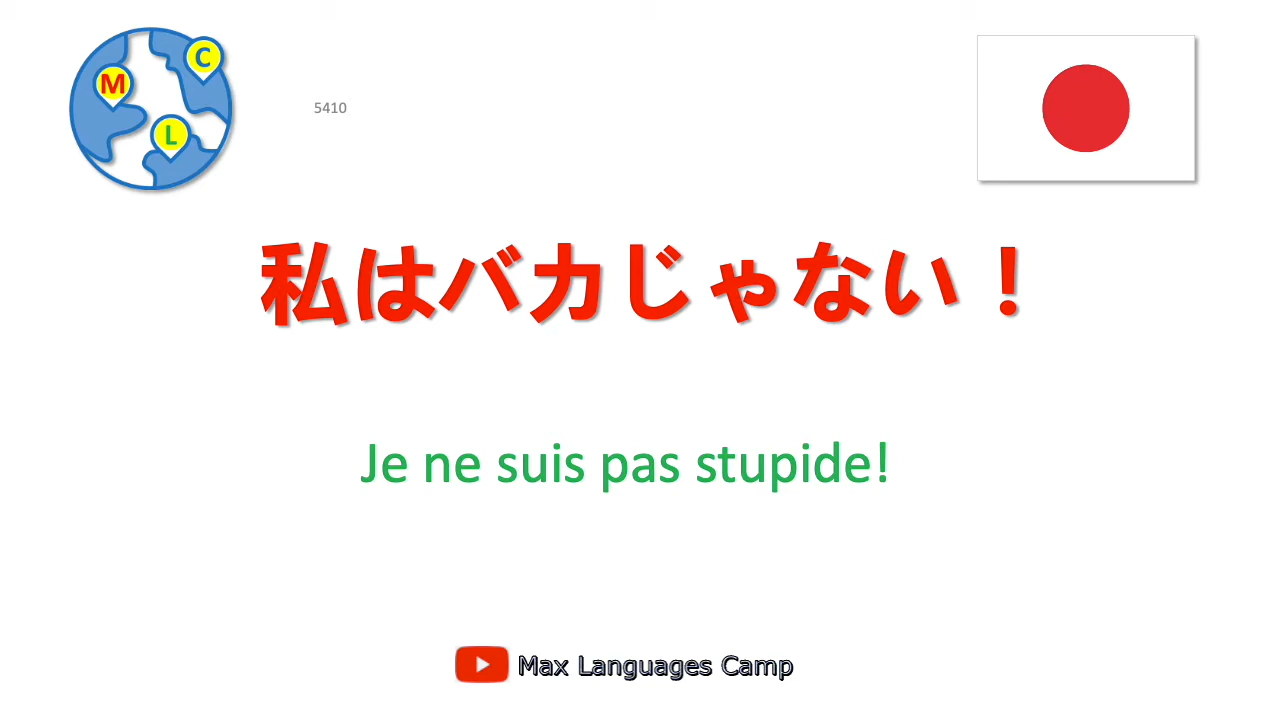 M
C
L
5410
私はバカじゃない！
Je ne suis pas stupide!
Max Languages Camp